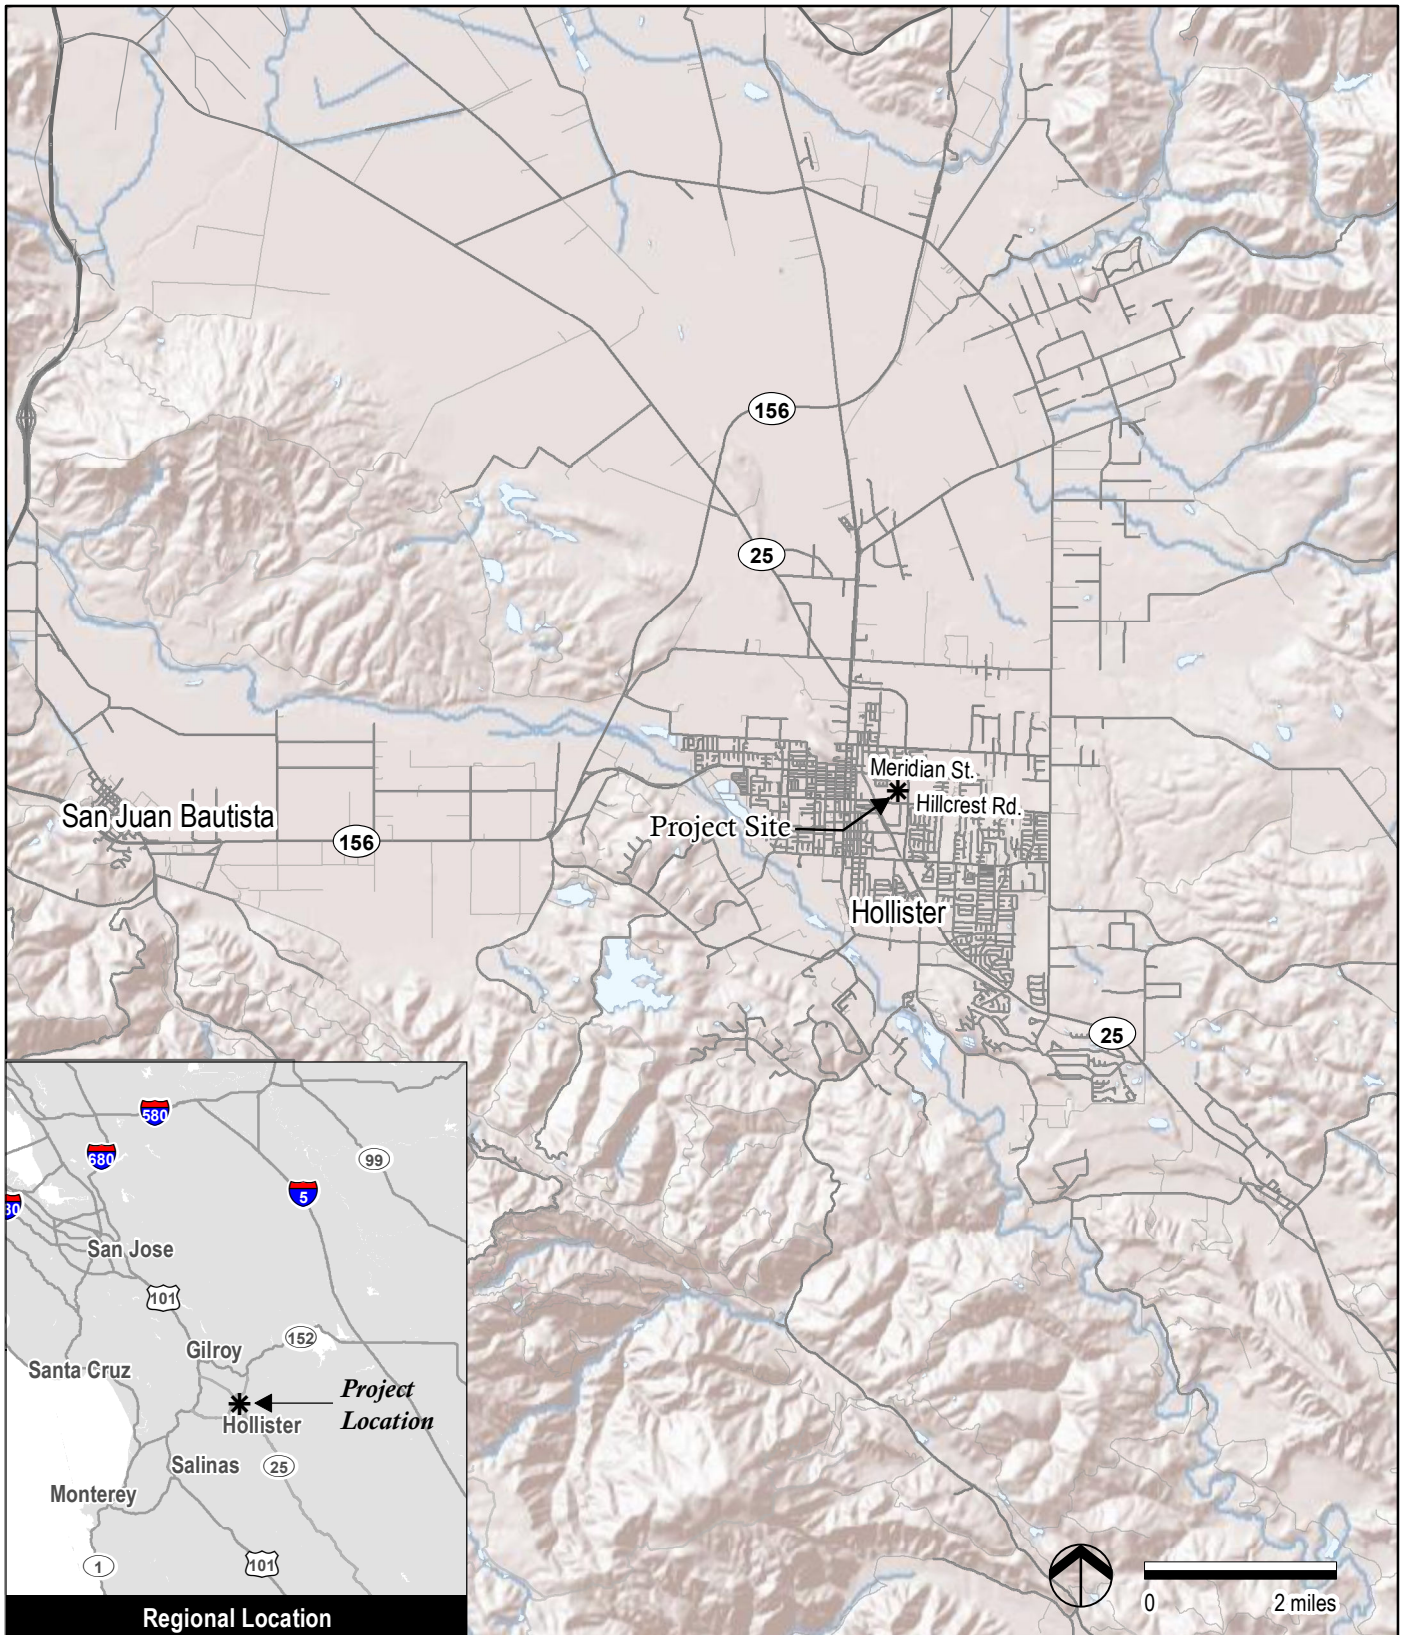 156
25
Meridian St.
Hillcrest Rd.
Project Site
San Juan Bautista
156
Hollister
25
580
680
99
5
San Jose
101
152
Gilroy
Santa Cruz
Project
Location
Hollister
Salinas
25
Monterey
1
101
Regional Location
0
2 miles